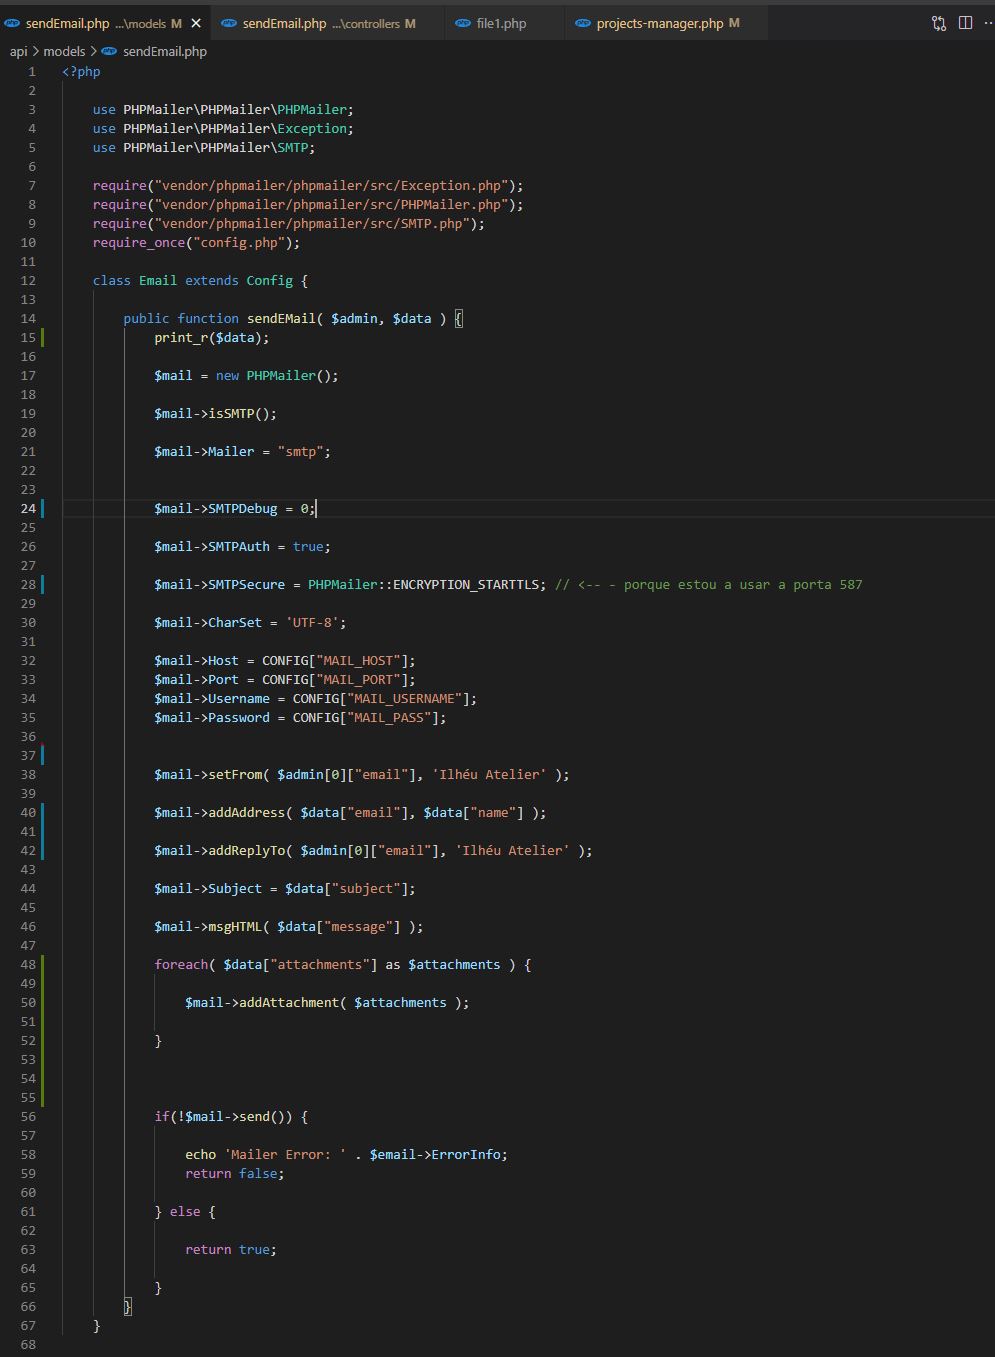 php sendEmail.php ...\models M × php sendEmail.php ...\controllers M php file1.php php projects-manager.php M
api > models > php sendEmail.php
1 <?php
2
3 use PHPMailer\PHPMailer\PHPMailer;
4 use PHPMailer\PHPMailer\Exception;
5 use PHPMailer\PHPMailer\SMTP;
6
7 require("vendor/phpmailer/phpmailer/src/Exception.php");
8 require("vendor/phpmailer/phpmailer/src/PHPMailer.php");
9 require("vendor/phpmailer/phpmailer/src/SMTP.php");
10 require_once("config.php");
11
12 class Email extends Config {
13
14 public function sendEMail( $admin, $data ) {
15 print_r($data);
16
17 $mail = new PHPMailer();
18
19 $mail->isSMTP();
20
21 $mail->Mailer = "smtp";
22
23
24 $mail->SMTPDebug = 0;
25
26 $mail->SMTPAuth = true;
27
28 $mail->SMTPSecure = PHPMailer::ENCRYPTION_STARTTLS; // <-- - porque estou a usar a porta 587
29
30 $mail->CharSet = 'UTF-8';
31
32 $mail->Host = CONFIG["MAIL_HOST"];
33 $mail->Port = CONFIG["MAIL_PORT"];
34 $mail->Username = CONFIG["MAIL_USERNAME"];
35 $mail->Password = CONFIG["MAIL_PASS"];
36
37
38 $mail->setFrom( $admin[0]["email"], 'Ilhéu Atelier' );
39
40 $mail->addAddress( $data["email"], $data["name"] );
41
42 $mail->addReplyTo( $admin[0]["email"], 'Ilhéu Atelier' );
43
44 $mail->Subject = $data["subject"];
45
46 $mail->msgHTML( $data["message"] );
47
48 foreach( $data["attachments"] as $attachments ) {
49
50 $mail->addAttachment( $attachments );
51
52 }
53
54
55
56 if(!$mail->send()) {
57
58 echo 'Mailer Error: ' . $email->ErrorInfo;
59 return false;
60
61 } else {
62
63 return true;
64
65 }
66 }
67 }
68